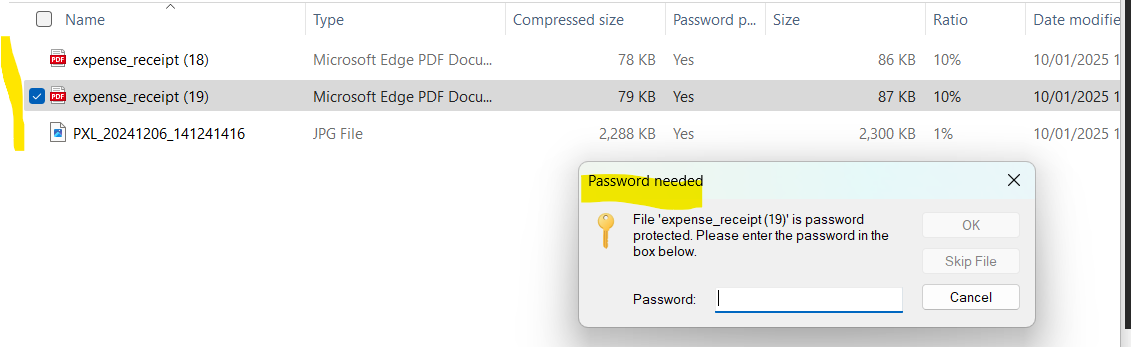 Name Type Compressed size Password p... Size Ratio Date modifie
PDF expense_receipt (18) Microsoft Edge PDF Docu... 78 KB Yes 86 KB 10% 10/01/2025 1
PDF expense_receipt (19) Microsoft Edge PDF Docu... 79 KB Yes 87 KB 10% 10/01/2025 1
PXL_20241206_141241416 JPG File 2,288 KB Yes 2,300 KB 1% 10/01/2025 1
Password needed
File 'expense_receipt (19)' is password
protected. Please enter the password in the
box below.
OK
Skip File
Password:
Cancel